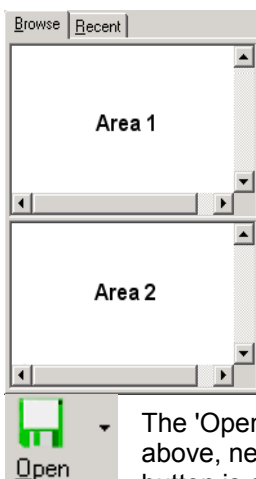 Browse Recent
Area 1
Area 2
The 'Open
above, ne
Open
button is